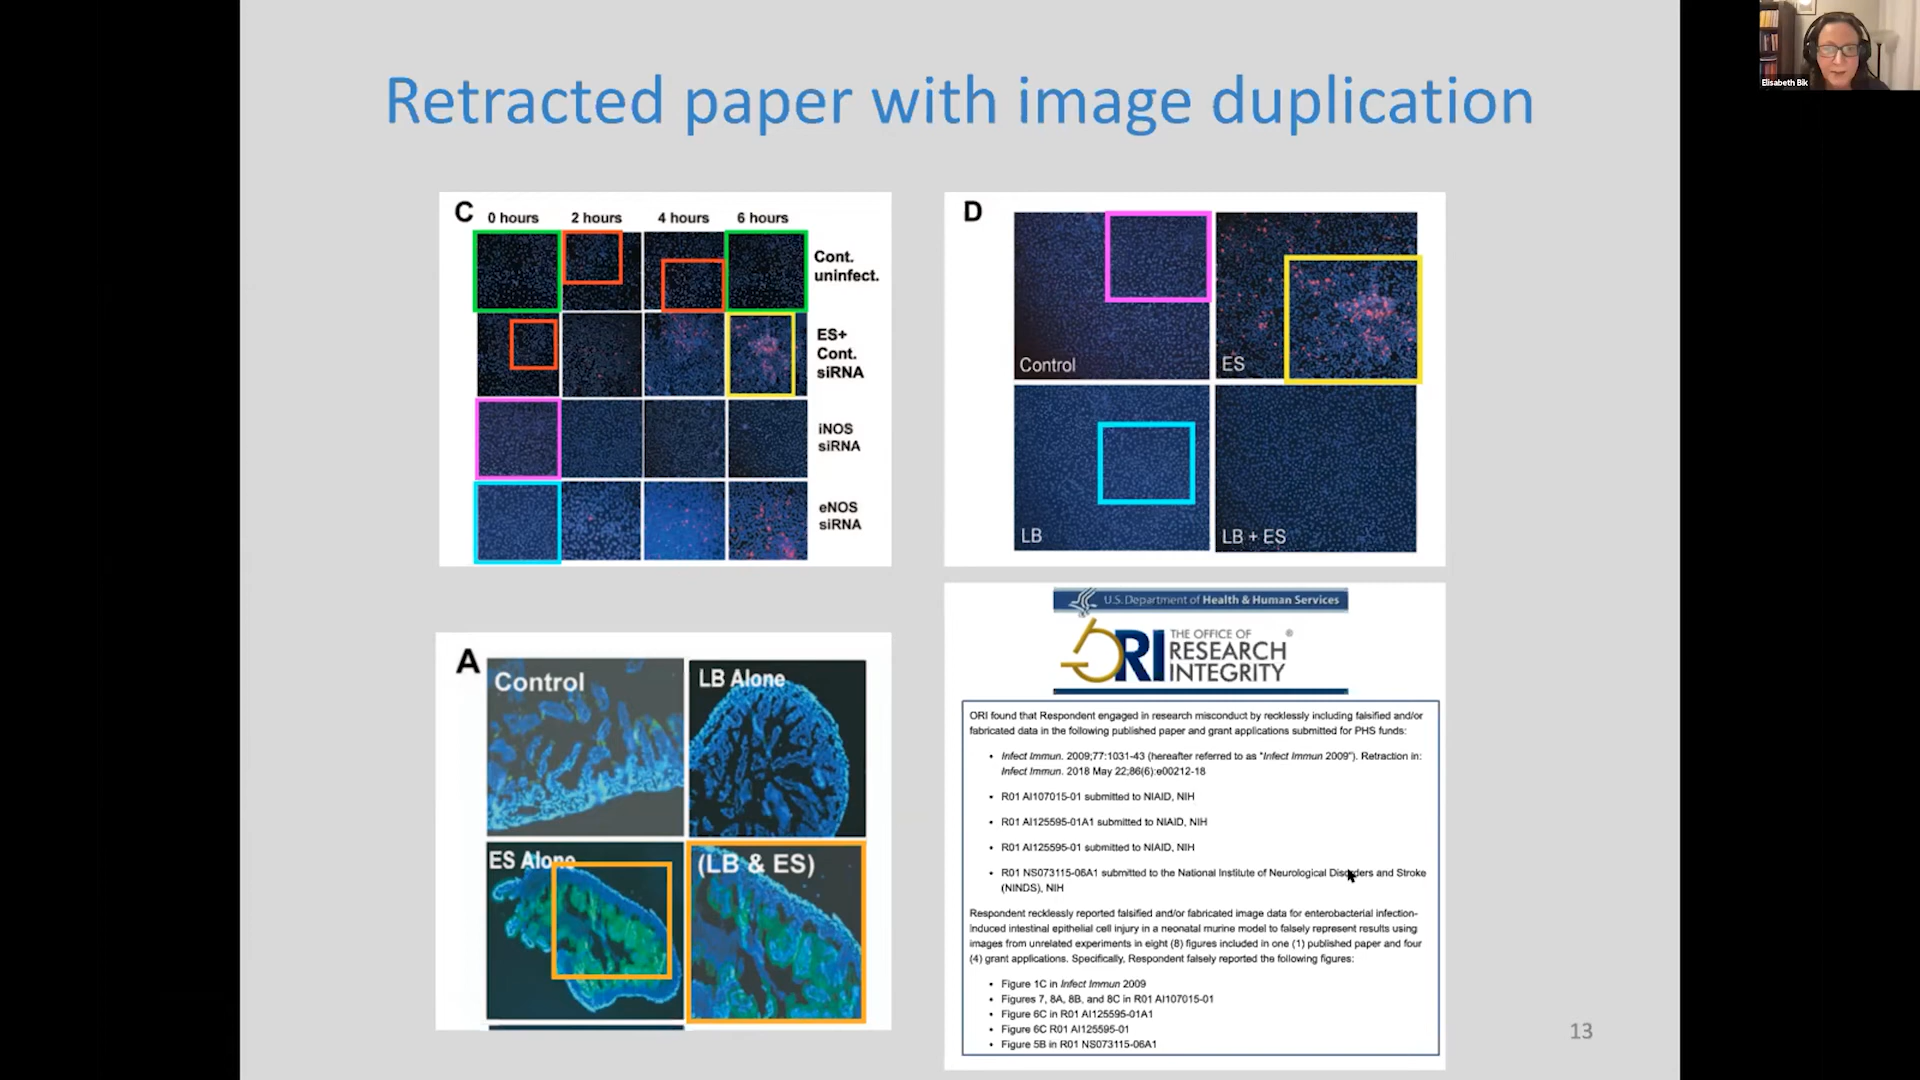 Elisabeth Bik
Retracted paper with image duplication
C
0 hours 2 hours 4 hours 6 hours
Cont.
uninfect.
ES+
Cont.
siRNA
iNOS
siRNA
eNOS
siRNA
D
Control
ES
LB
LB + ES
A
Control
LB Alone
ES Alone
(LB & ES)
U.S. Department of Health & Human Services
ORI THE OFFICE OF
RESEARCH
INTEGRITY ®
ORI found that Respondent engaged in research misconduct by recklessly including falsified and/or
fabricated data in the following published paper and grant applications submitted for PHS funds:
• Infect Immun. 2009;77:1031-43 (hereafter referred to as "Infect Immun 2009"). Retraction in:
Infect Immun. 2018 May 22;86(6):e00212-18
• R01 AI107015-01 submitted to NIAID, NIH
• R01 AI125595-01A1 submitted to NIAID, NIH
• R01 AI125595-01 submitted to NIAID, NIH
• R01 NS073115-06A1 submitted to the National Institute of Neurological Disorders and Stroke
(NINDS), NIH
Respondent recklessly reported falsified and/or fabricated image data for enterobacterial infection-
induced intestinal epithelial cell injury in a neonatal murine model to falsely represent results using
images from unrelated experiments in eight (8) figures included in one (1) published paper and four
(4) grant applications. Specifically, Respondent falsely reported the following figures:
• Figure 1C in Infect Immun 2009
• Figures 7, 8A, 8B, and 8C in R01 AI107015-01
• Figure 6C in R01 AI125595-01A1
• Figure 6C R01 AI125595-01
• Figure 5B in R01 NS073115-06A1
13